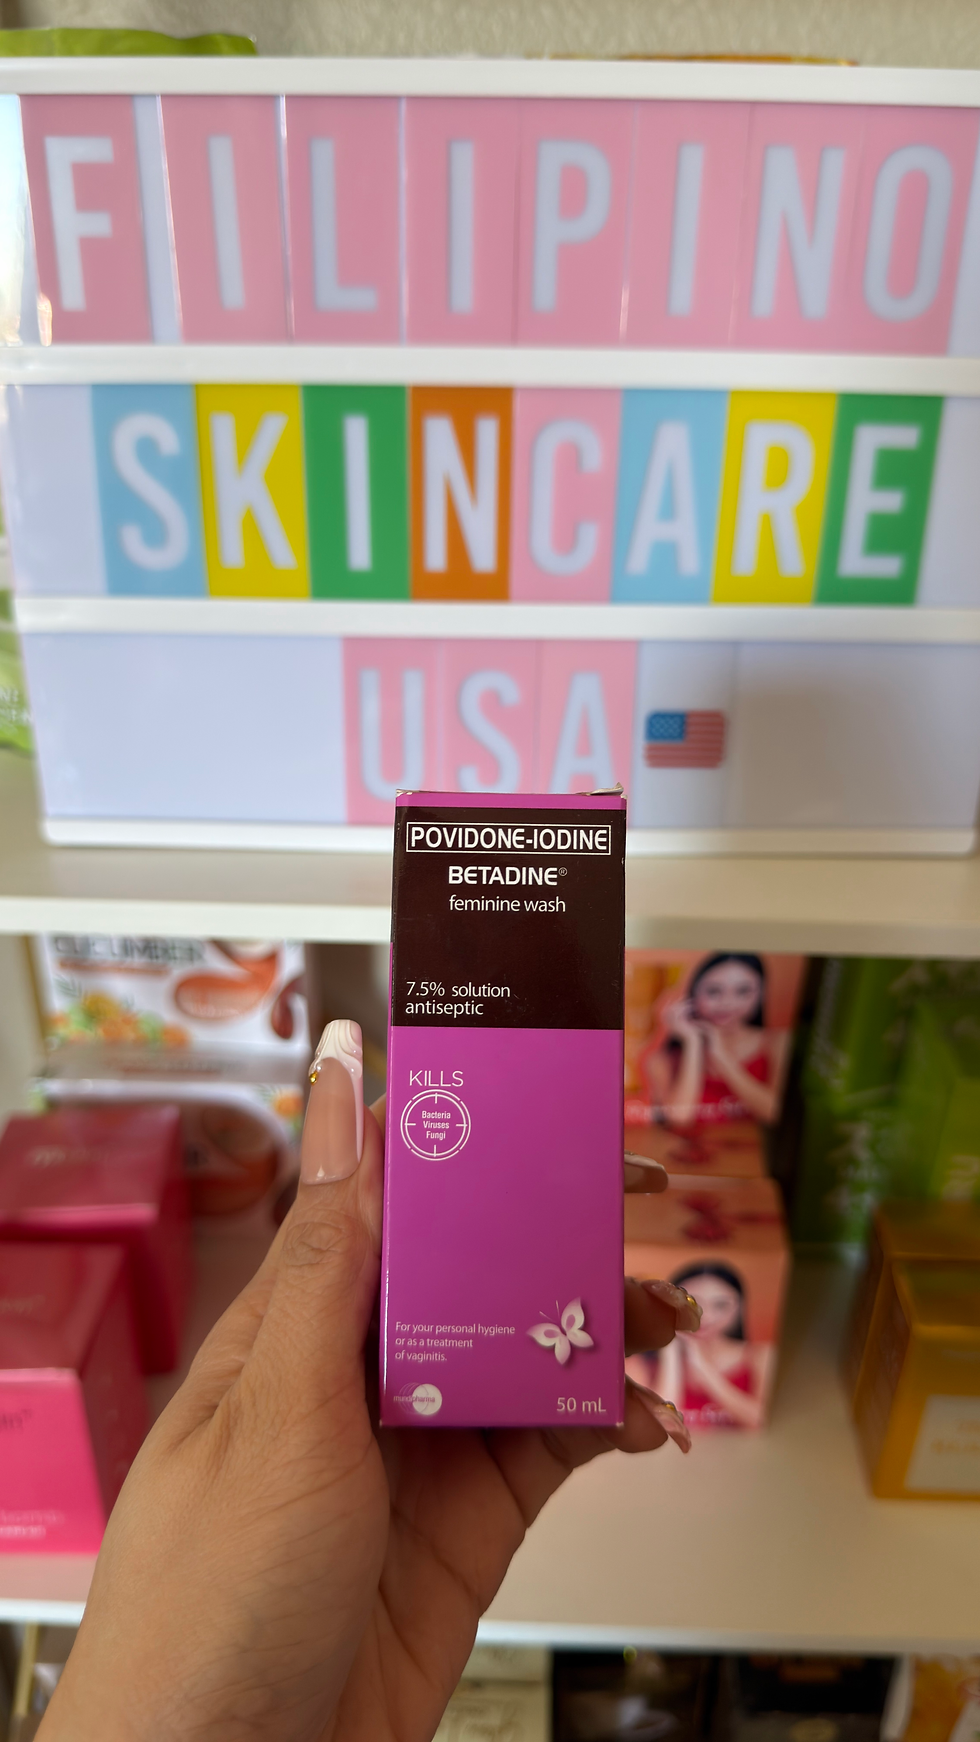 FILIPINO
SKINCARE
USA
POVIDONE-IODINE
BETADINE®
feminine wash
7.5% solution
antiseptic
KILLS
Bacteria
Viruses
Fungi
For your personal hygiene
or as a treatment
of vaginitis.
mundipharma
50 mL
CUCUMBER